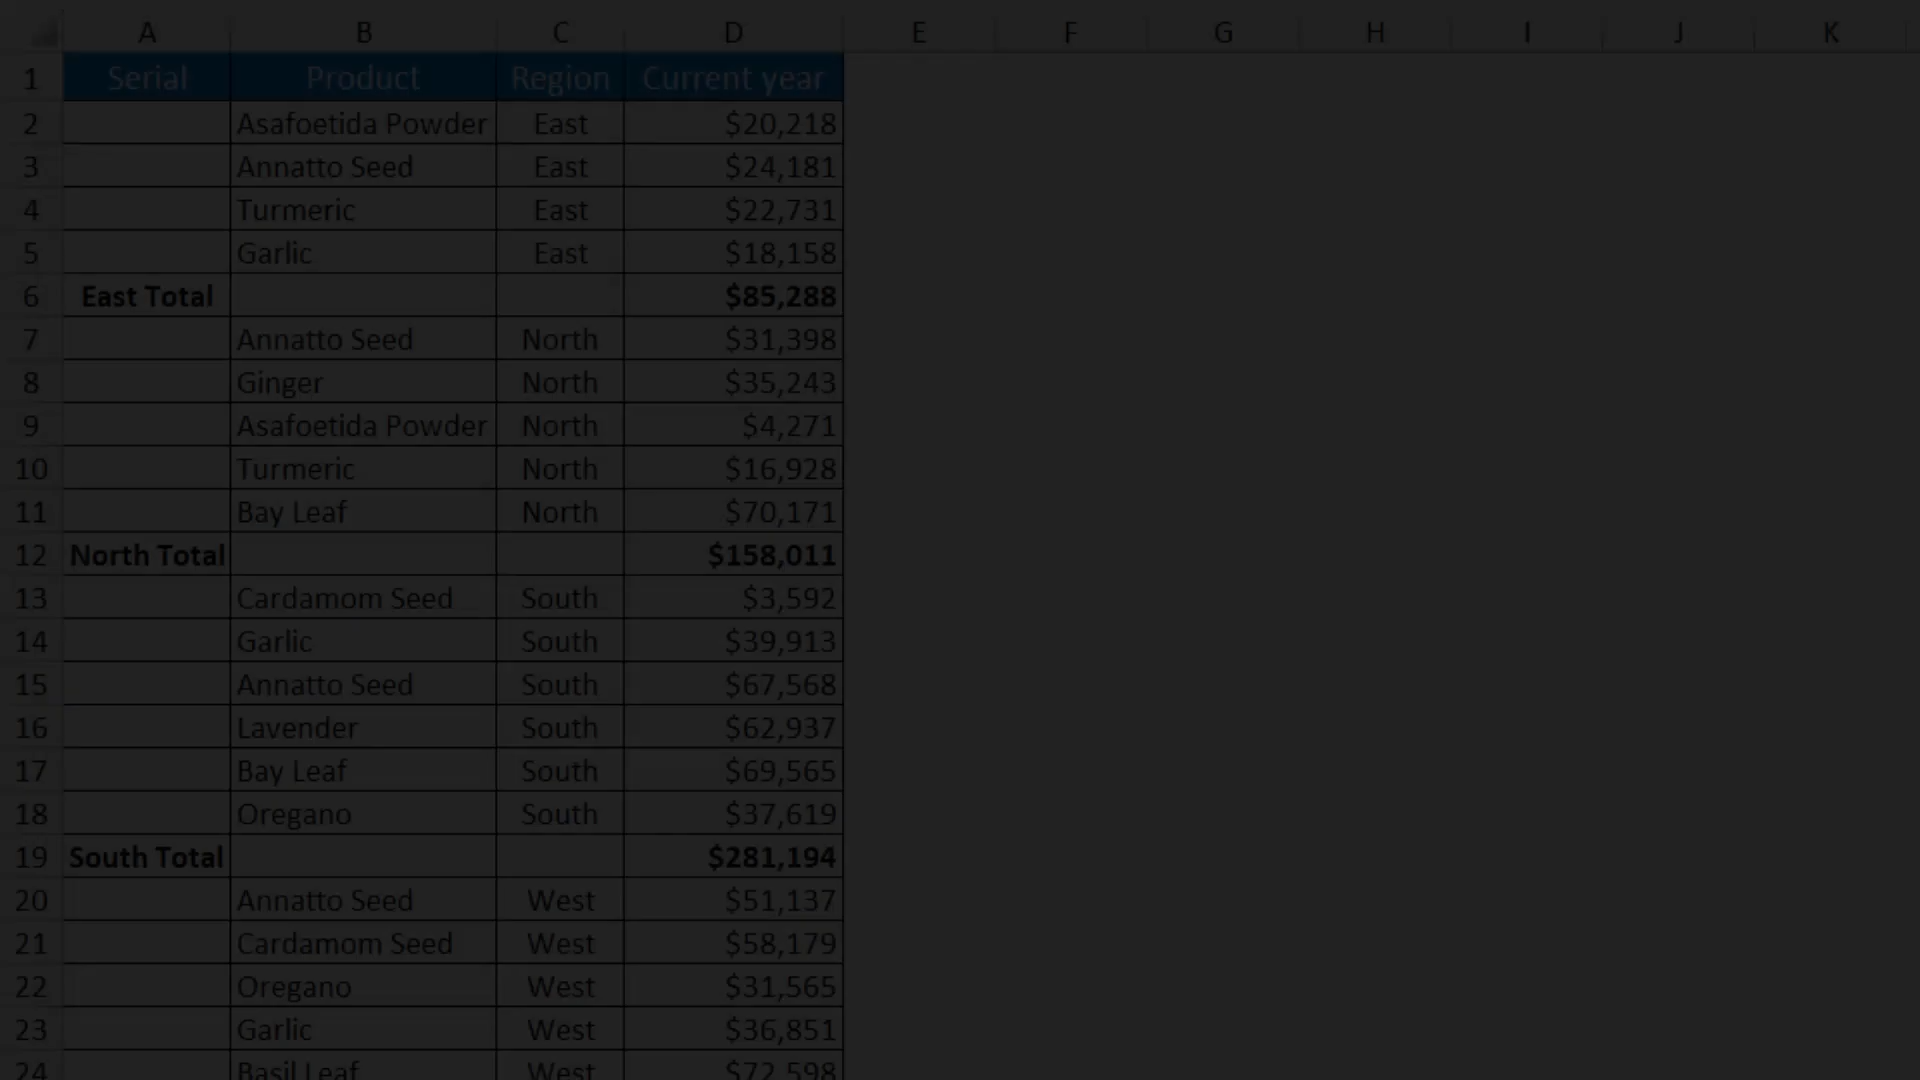 A B C D E F G H I J K
1 Serial Product Region Current year
2 Asafoetida Powder East $20,218
3 Annatto Seed East $24,181
4 Turmeric East $22,731
5 Garlic East $18,158
6 East Total $85,288
7 Annatto Seed North $31,398
8 Ginger North $35,243
9 Asafoetida Powder North $4,271
10 Turmeric North $16,928
11 Bay Leaf North $70,171
12 North Total $158,011
13 Cardamom Seed South $3,592
14 Garlic South $39,913
15 Annatto Seed South $67,568
16 Lavender South $62,937
17 Bay Leaf South $69,565
18 Oregano South $37,619
19 South Total $281,194
20 Annatto Seed West $51,137
21 Cardamom Seed West $58,179
22 Oregano West $31,565
23 Garlic West $36,851
24 Basil Leaf West $72,598